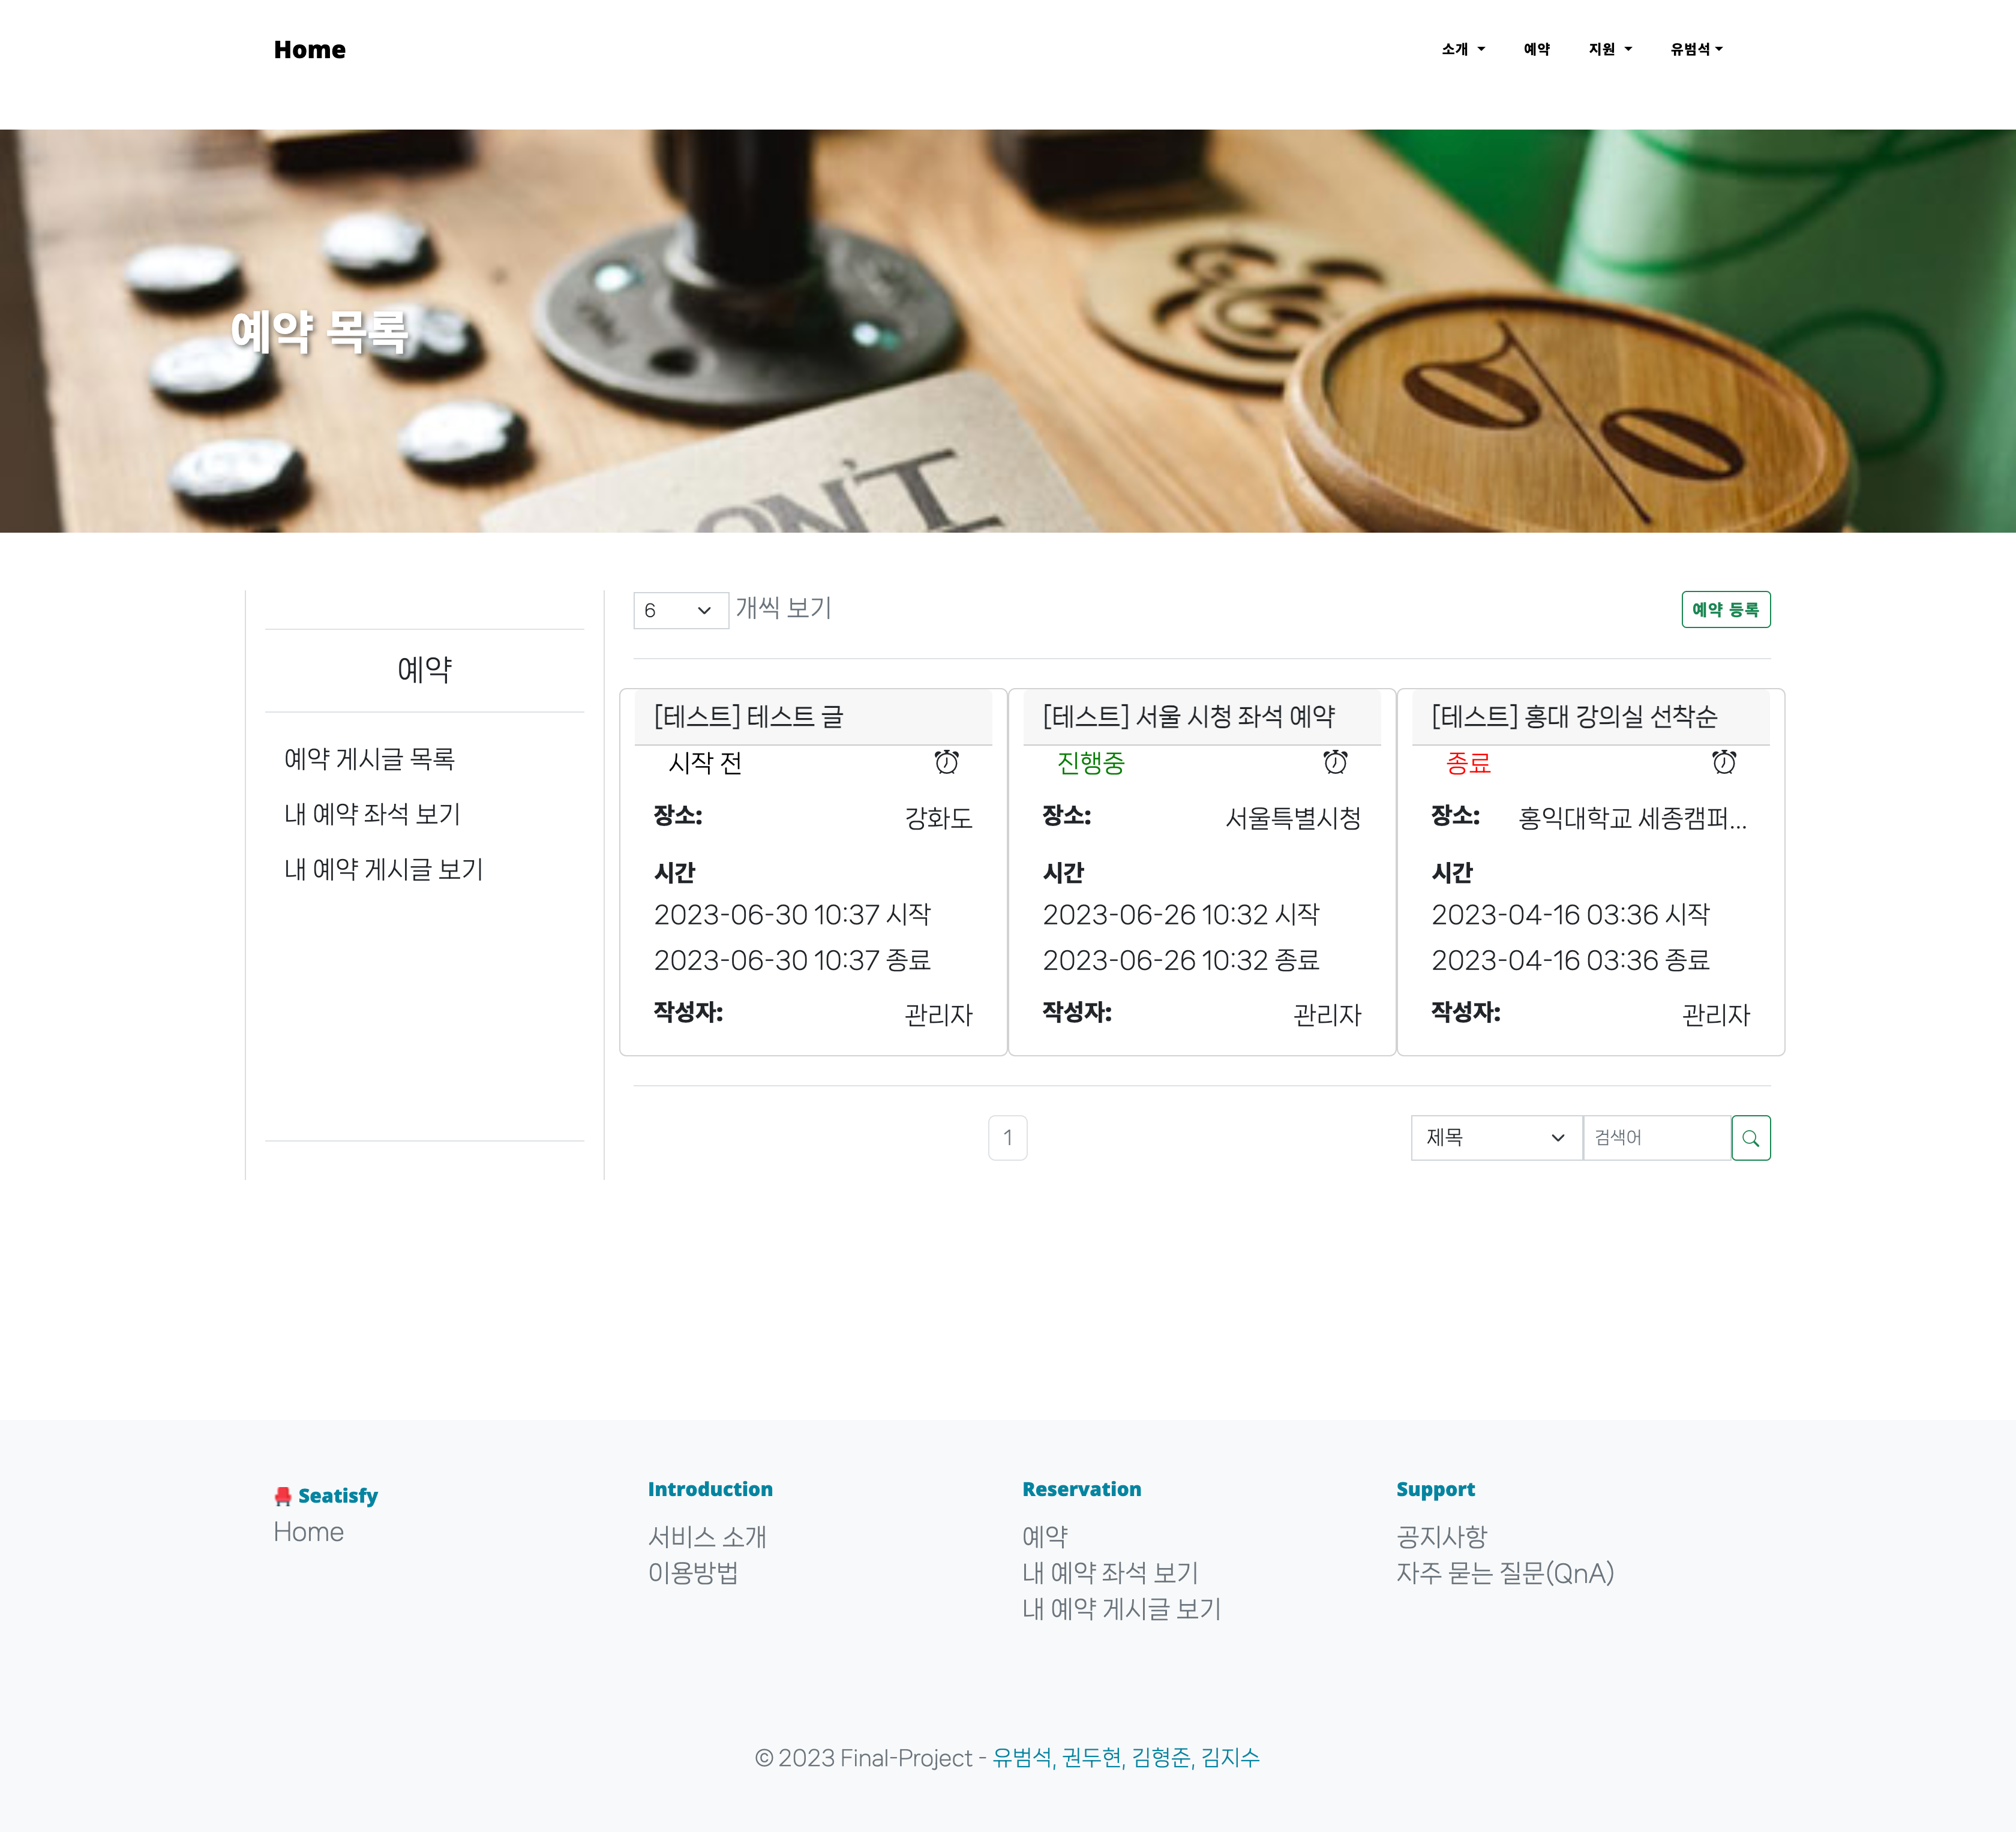 Home
소개 예약 지원 유범석
예약 목록
DON'T
%
6 개씩 보기
예약 등록
예약
예약 게시글 목록
내 예약 좌석 보기
내 예약 게시글 보기
[테스트] 테스트 글
시작 전
장소: 강화도
시간
2023-06-30 10:37 시작
2023-06-30 10:37 종료
작성자: 관리자
[테스트] 서울 시청 좌석 예약
진행중
장소: 서울특별시청
시간
2023-06-26 10:32 시작
2023-06-26 10:32 종료
작성자: 관리자
[테스트] 홍대 강의실 선착순
종료
장소: 홍익대학교 세종캠퍼...
시간
2023-04-16 03:36 시작
2023-04-16 03:36 종료
작성자: 관리자
1
제목 검색어
Seatisfy
Home
Introduction
서비스 소개
이용방법
Reservation
예약
내 예약 좌석 보기
내 예약 게시글 보기
Support
공지사항
자주 묻는 질문(QnA)
© 2023 Final-Project - 유범석, 권두현, 김형준, 김지수